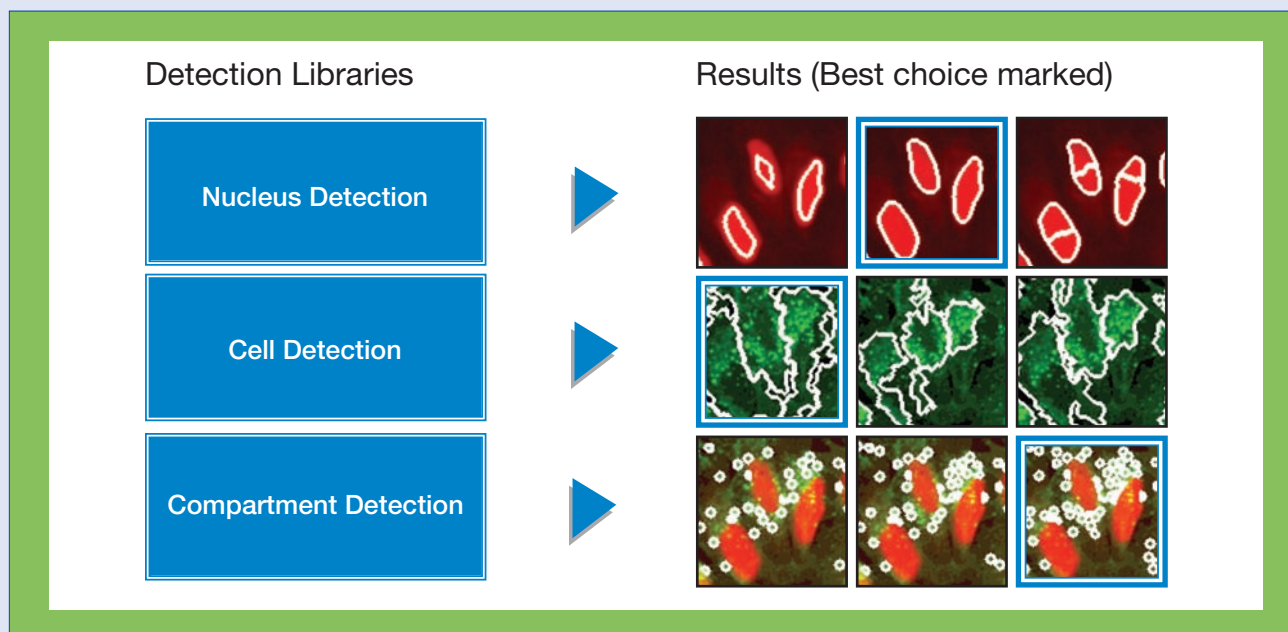 Detection Libraries
Results (Best choice marked)
Nucleus Detection
Cell Detection
Compartment Detection